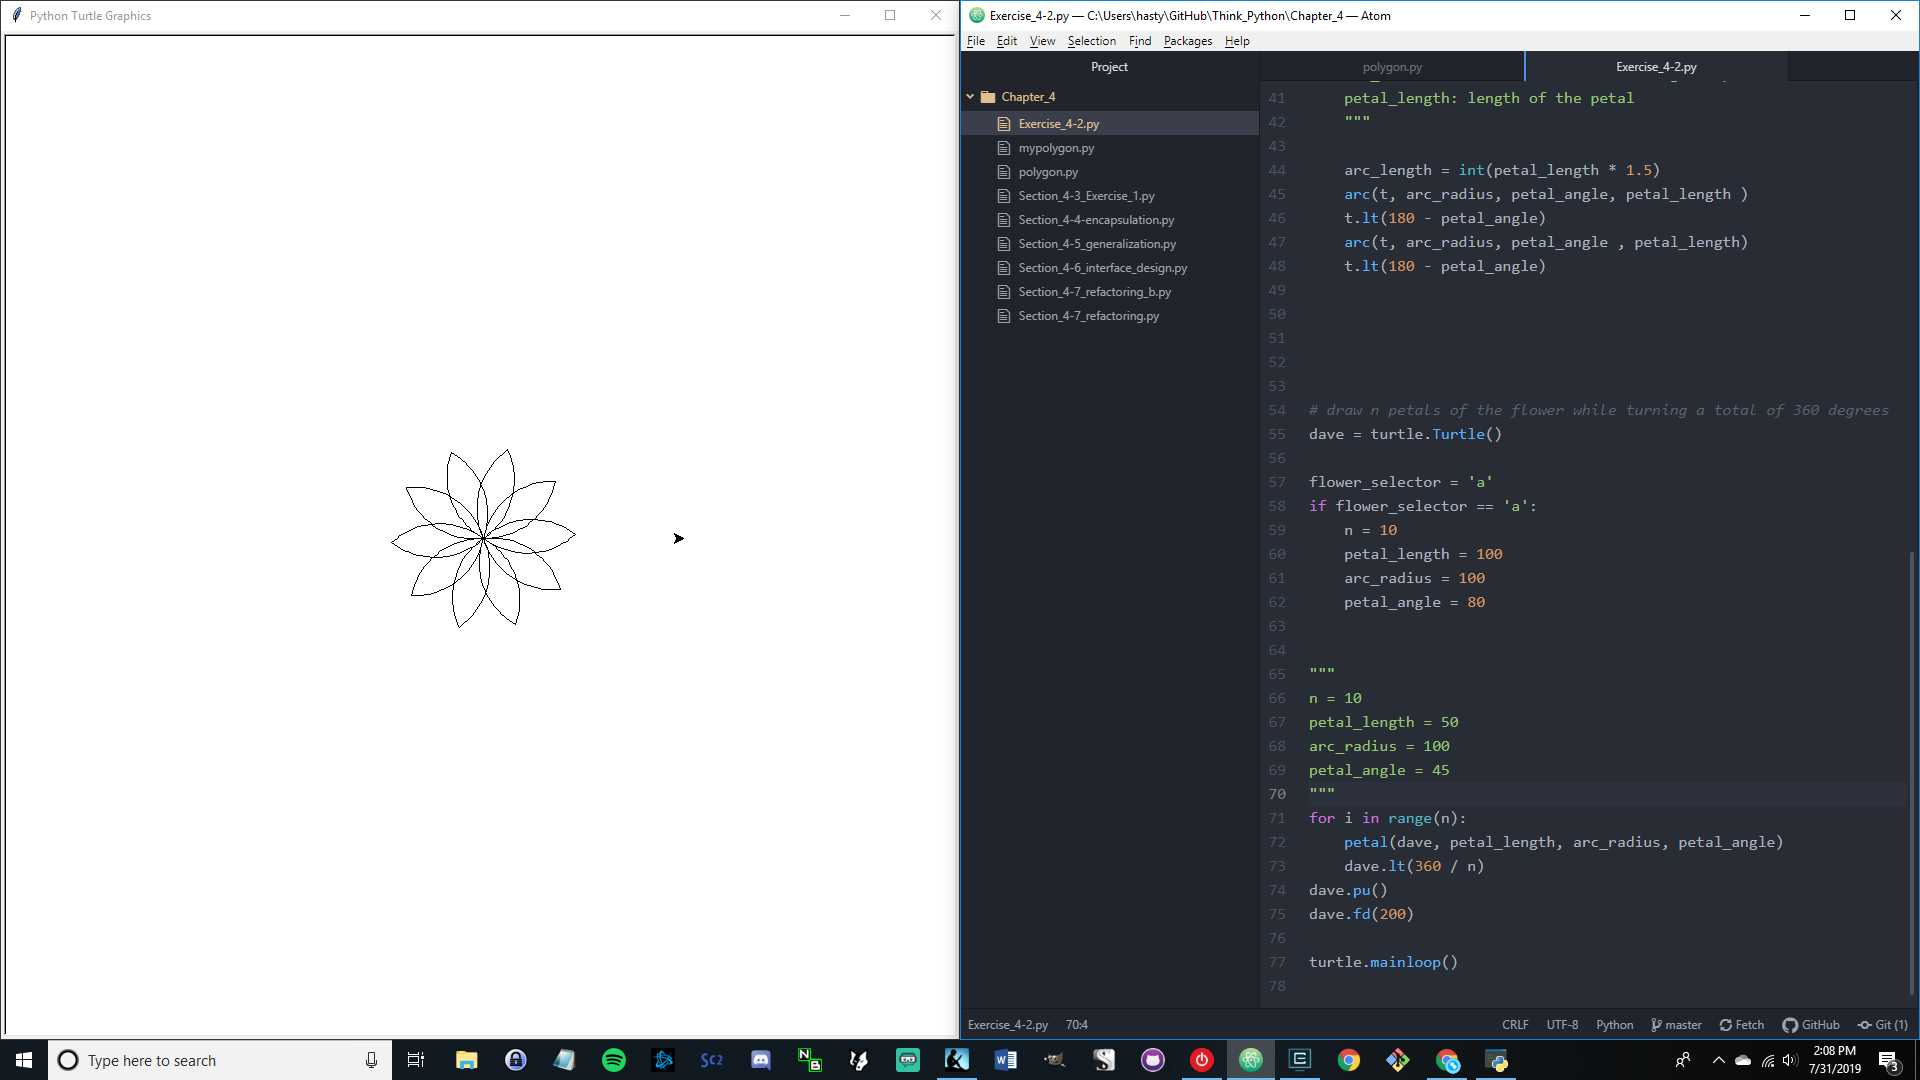 Python Turtle Graphics
Exercise_4-2.py — C:\Users\hasty\GitHub\Think_Python\Chapter_4 — Atom
File Edit View Selection Find Packages Help
Project
polygon.py
Exercise_4-2.py
Chapter_4
Exercise_4-2.py
mypolygon.py
polygon.py
Section_4-3_Exercise_1.py
Section_4-4-encapsulation.py
Section_4-5_generalization.py
Section_4-6_interface_design.py
Section_4-7_refactoring_b.py
Section_4-7_refactoring.py
41 petal_length: length of the petal
42 """
43
44 arc_length = int(petal_length * 1.5)
45 arc(t, arc_radius, petal_angle, petal_length )
46 t.lt(180 - petal_angle)
47 arc(t, arc_radius, petal_angle , petal_length)
48 t.lt(180 - petal_angle)
49
50
51
52
53
54 # draw n petals of the flower while turning a total of 360 degrees
55 dave = turtle.Turtle()
56
57 flower_selector = 'a'
58 if flower_selector == 'a':
59 n = 10
60 petal_length = 100
61 arc_radius = 100
62 petal_angle = 80
63
64
65 """
66 n = 10
67 petal_length = 50
68 arc_radius = 100
69 petal_angle = 45
70 """
71 for i in range(n):
72 petal(dave, petal_length, arc_radius, petal_angle)
73 dave.lt(360 / n)
74 dave.pu()
75 dave.fd(200)
76
77 turtle.mainloop()
78
Exercise_4-2.py 70:4 CRLF UTF-8 Python master Fetch GitHub Git (1)
Type here to search
SC2
N B
2:08 PM
7/31/2019
3